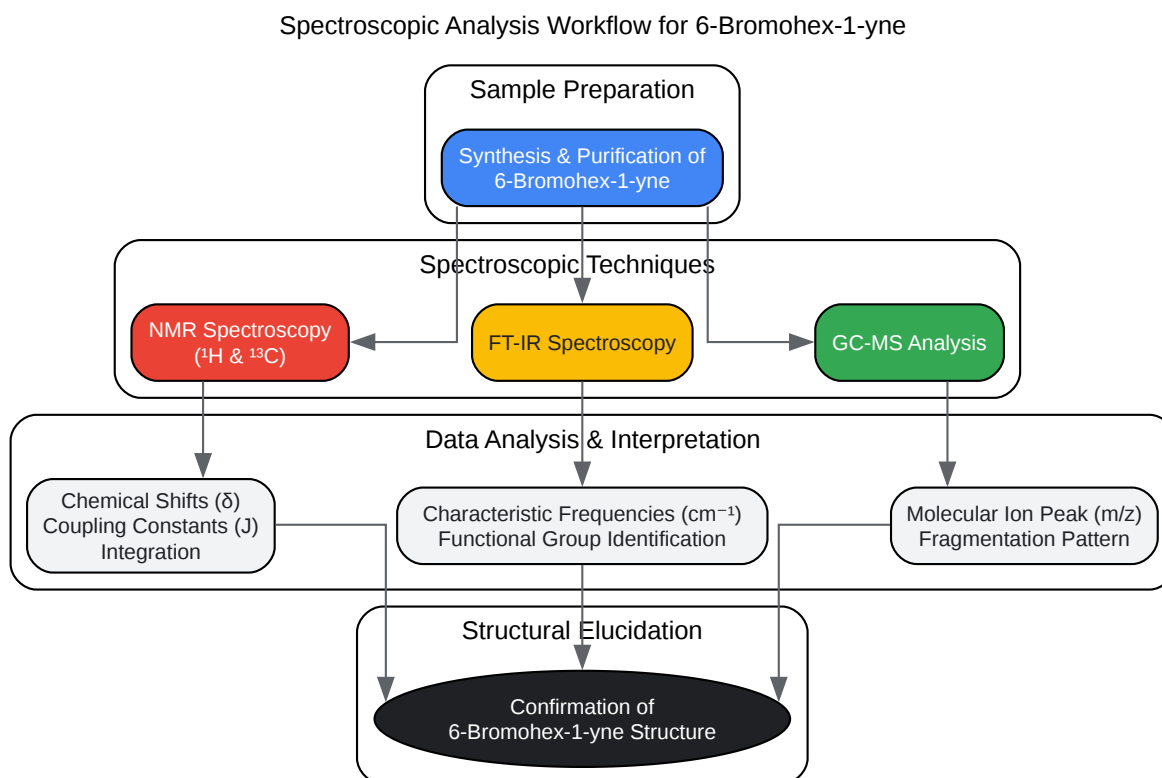 Spectroscopic Analysis Workflow for 6-Bromohex-1-yne
Sample Preparation
Synthesis & Purification of
6-Bromohex-1-yne
Spectroscopic Techniques
NMR Spectroscopy
(¹H & ¹³C)
FT-IR Spectroscopy
GC-MS Analysis
Data Analysis & Interpretation
Chemical Shifts (δ)
Coupling Constants (J)
Integration
Characteristic Frequencies (cm⁻¹)
Functional Group Identification
Molecular Ion Peak (m/z)
Fragmentation Pattern
Structural Elucidation
Confirmation of
6-Bromohex-1-yne Structure